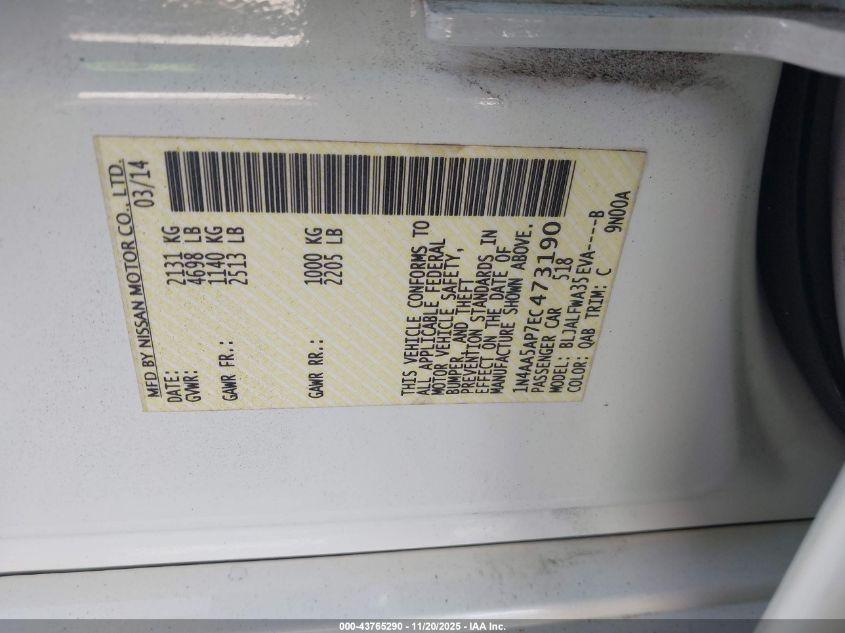 MFD BY NISSAN MOTOR CO., LTD.
DATE: 03/14
GVWR: 2131 KG
4698 LB
GAWR FR.: 1140 KG
2513 LB
GAWR RR.: 1000 KG
2205 LB
THIS VEHICLE CONFORMS TO
ALL APPLICABLE FEDERAL
MOTOR VEHICLE SAFETY,
BUMPER, AND THEFT
PREVENTION STANDARDS IN
EFFECT ON THE DATE OF
MANUFACTURE SHOWN ABOVE.
1N4AA5AP7EC473190
PASSENGER CAR 518
MODEL: BLJALFWA35EVA----B
COLOR: QAB TRIM: C 9N00A
000-43765290 - 11/20/2025 - IAA Inc.